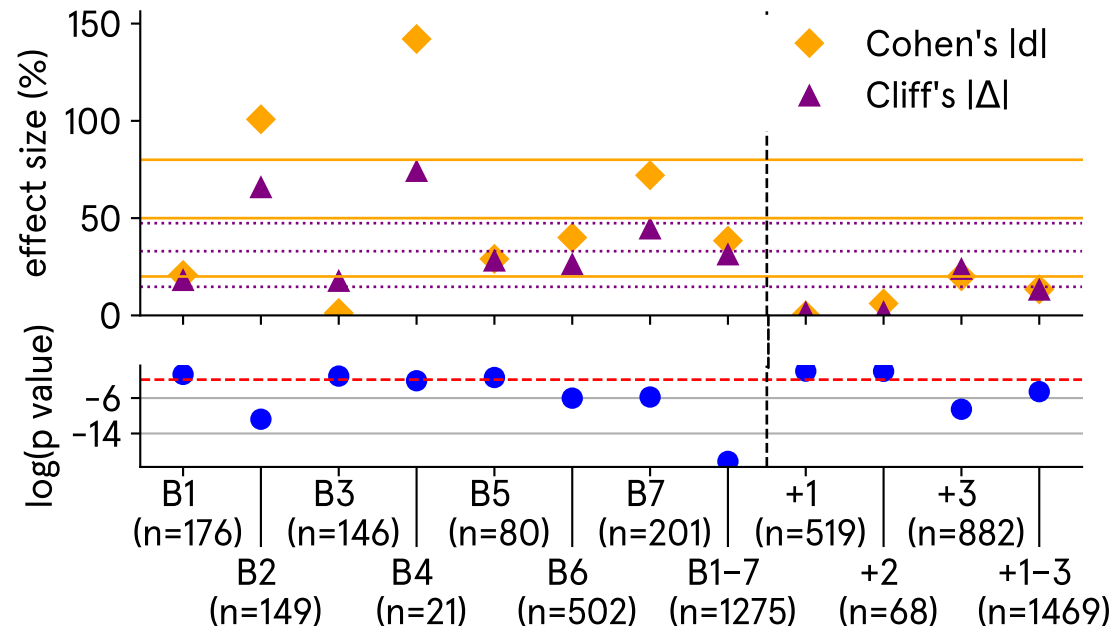 150
100
50
0
effect size (%)
Cohen's |d|
Cliff's |Δ|
−6
−14
log(p value)
B1 B3 B5 B7 +1 +3
(n=176) (n=146) (n=80) (n=201) (n=519) (n=882)
B2 B4 B6 B1−7 +2 +1−3
(n=149) (n=21) (n=502) (n=1275) (n=68) (n=1469)